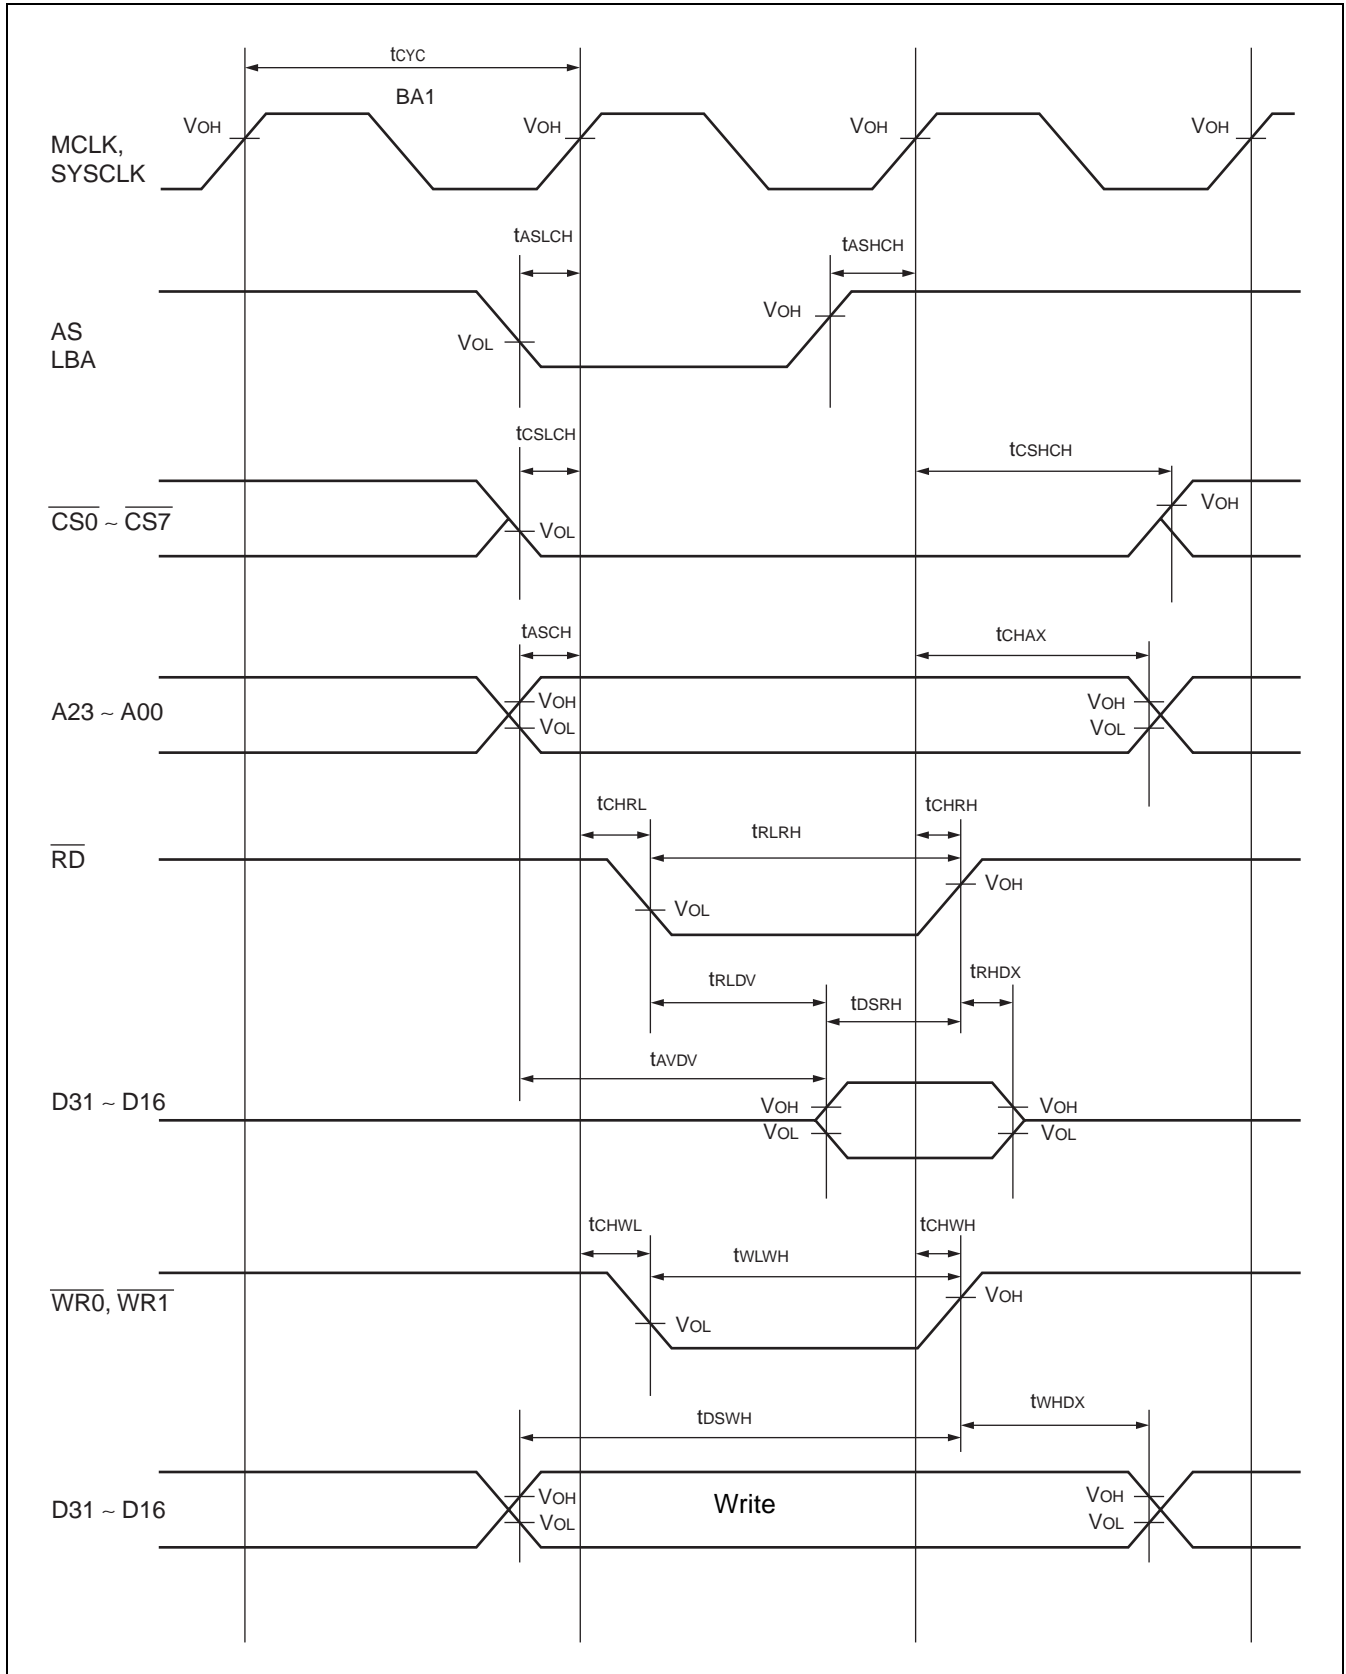 tCYC
BA1
VOH VOH VOH VOH
MCLK,
SYSCLK
tASLCH tASHCH
VOH
AS
LBA
VOL
tCSLCH tCSHCH
VOH
CS0 ~ CS7
VOL
tASCH tCHAX
A23 ~ A00
VOH VOH
VOL VOL
tCHRL tCHRH
tRLRH
RD
VOH
VOL
tRLDV tRHDX
tDSRH
tAVDV
D31 ~ D16
VOH VOH
VOL VOL
tCHWL tCHWH
tWLWH
WR0, WR1
VOH
VOL
tWHDX
tDSWH
D31 ~ D16
VOH Write VOH
VOL VOL